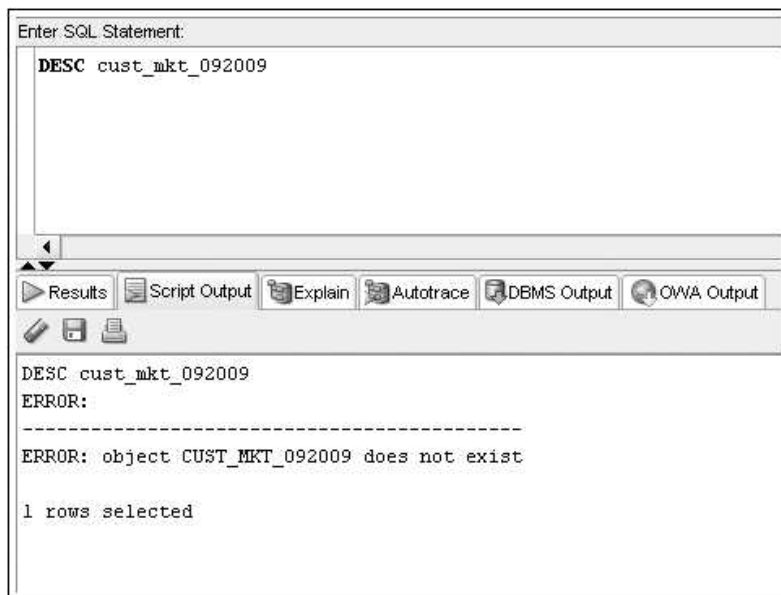 Enter SQL Statement:
DESC cust_mkt_092009
Results Script Output Explain Autotrace DBMS Output OWA Output
DESC cust_mkt_092009
ERROR:
----------------------------------------------
ERROR: object CUST_MKT_092009 does not exist
1 rows selected